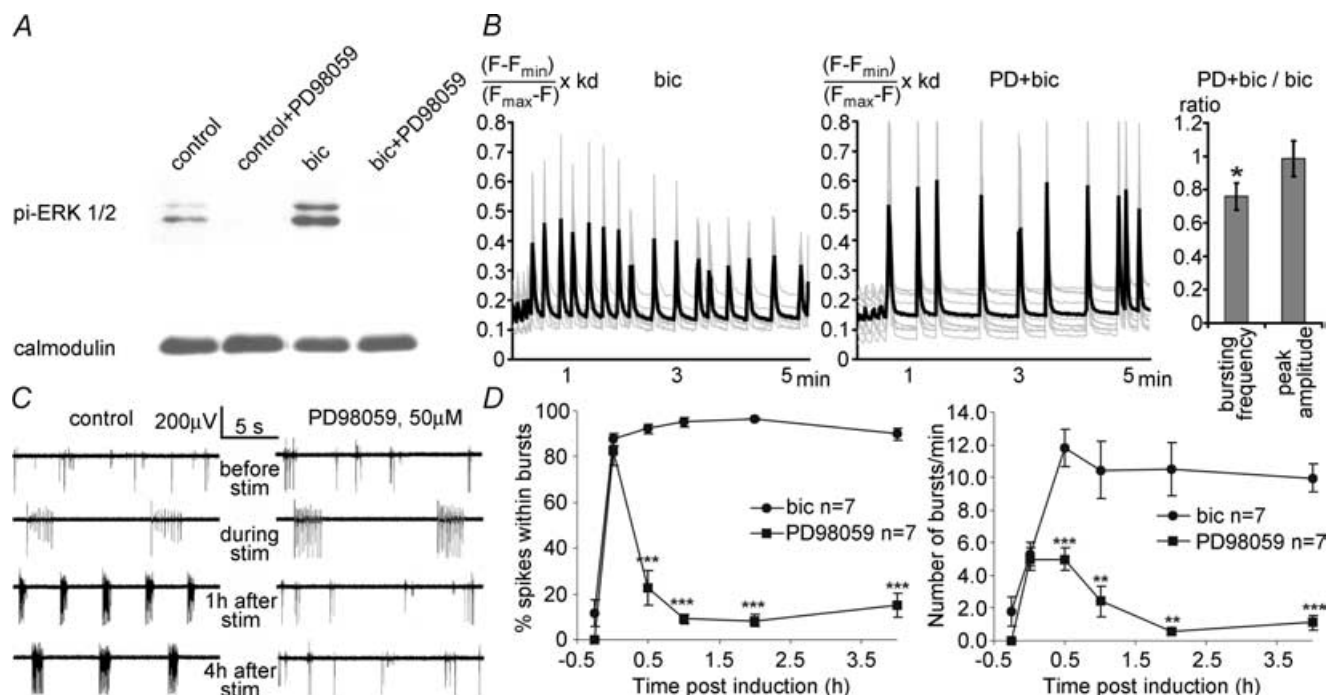 A
control
control+PD98059
bic
bic+PD98059
pi-ERK 1/2
calmodulin
B
(F-Fmin)
(Fmax-F)
x kd
bic
0.8
0.7
0.6
0.5
0.4
0.3
0.2
0.1
0
1
3
5 min
(F-Fmin)
(Fmax-F)
x kd
PD+bic
0.8
0.7
0.6
0.5
0.4
0.3
0.2
0.1
0
1
3
5 min
PD+bic / bic
ratio
1.2
1
0.8
0.6
0.4
0.2
0
*
bursting
frequency
peak
amplitude
C
control
200µV
5 s
PD98059, 50µM
before
stim
during
stim
1h after
stim
4h after
stim
D
% spikes within bursts
100
80
60
40
20
0
bic n=7
PD98059 n=7
***
***
***
***
-0.5
0.5
1.5
2.5
3.5
Time post induction (h)
Number of bursts/min
14.0
12.0
10.0
8.0
6.0
4.0
2.0
0.0
bic n=7
PD98059 n=7
***
**
**
***
-0.5
0.5
1.5
2.5
3.5
Time post induction (h)